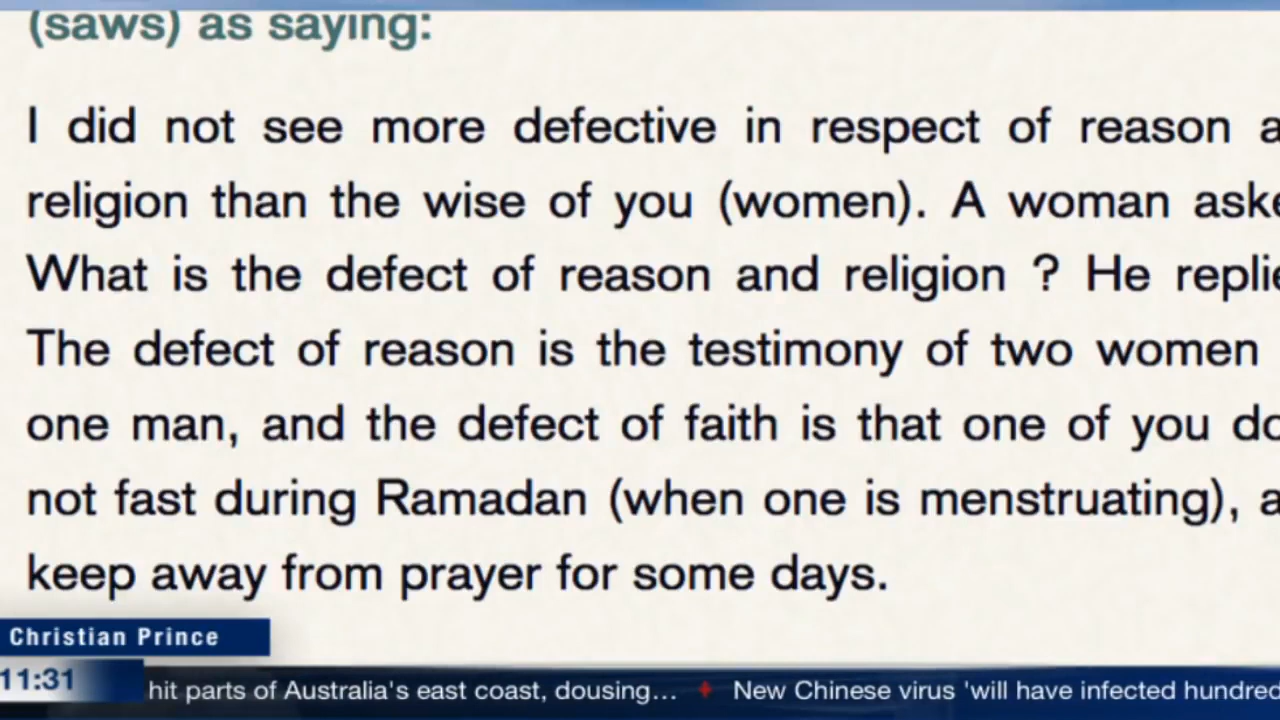 (saws) as saying:
I did not see more defective in respect of reason a
religion than the wise of you (women). A woman aske
What is the defect of reason and religion ? He replie
The defect of reason is the testimony of two women
one man, and the defect of faith is that one of you do
not fast during Ramadan (when one is menstruating), a
keep away from prayer for some days.
Christian Prince
11:31
hit parts of Australia's east coast, dousing... ♦ New Chinese virus 'will have infected hundred